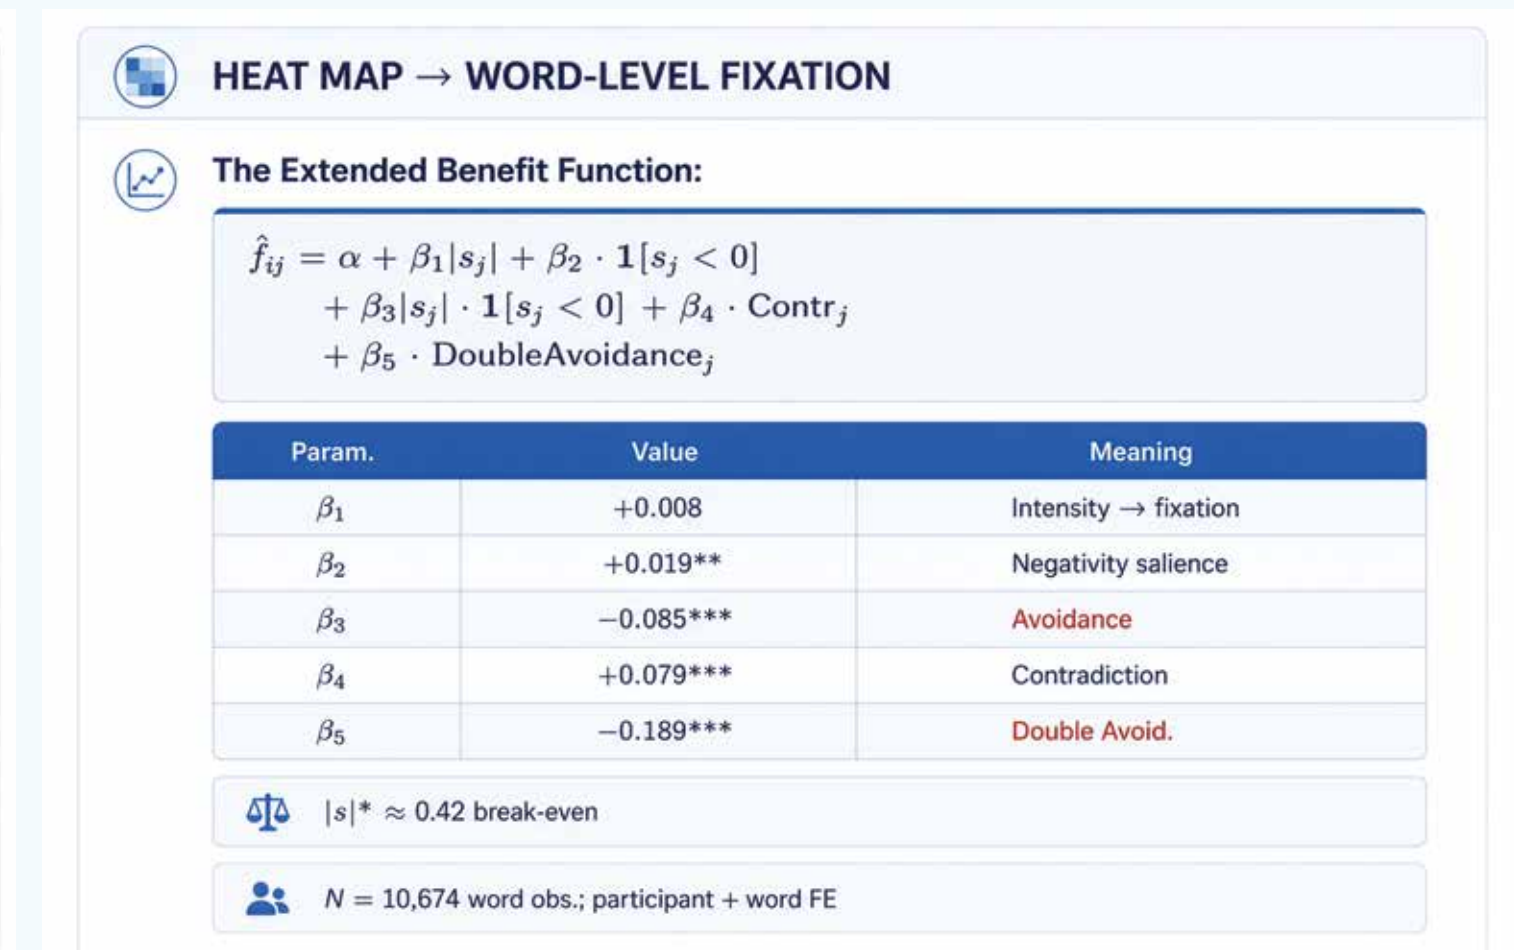 HEAT MAP → WORD-LEVEL FIXATION
The Extended Benefit Function:
f̂ᵢⱼ = α + β₁|sⱼ| + β₂ · 1[sⱼ < 0]
+ β₃|sⱼ| · 1[sⱼ < 0] + β₄ · Contrⱼ
+ β₅ · DoubleAvoidanceⱼ
Param. Value Meaning
β₁ +0.008 Intensity → fixation
β₂ +0.019** Negativity salience
β₃ −0.085*** Avoidance
β₄ +0.079*** Contradiction
β₅ −0.189*** Double Avoid.
|s|* ≈ 0.42 break-even
N = 10,674 word obs.; participant + word FE